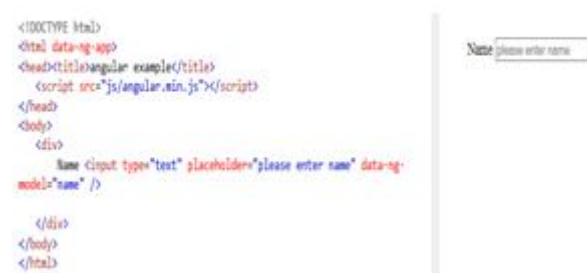 <!DOCTYPE html>
<html data-ng-app>
<head><title>angular example</title>
<script src="js/angular.min.js"></script>
</head>
<body>
<div>
Name <input type="text" placeholder="please enter name" data-ng-
model="name" />
</div>
</body>
</html>
Name please enter name